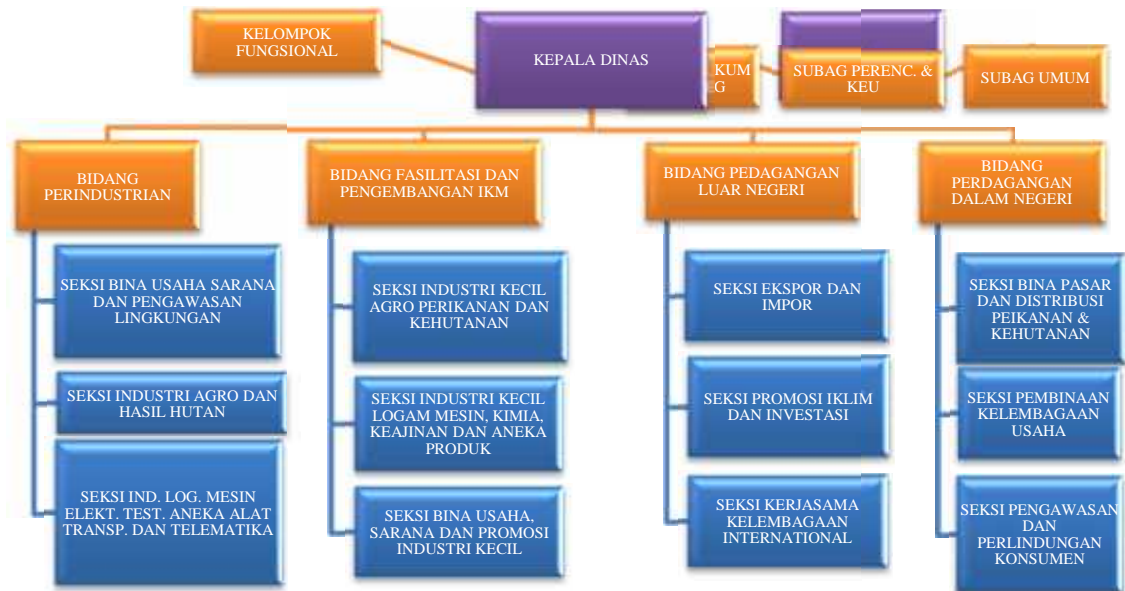 KELOMPOK
FUNGSIONAL
KEPALA DINAS
KUM
EG
SUBAG PERENC. &
KEU
SUBAG UMUM
BIDANG
PERINDUSTRIAN
BIDANG FASILITASI DAN
PENGEMBANGAN IKM
BIDANG PEDAGANGAN
LUAR NEGERI
BIDANG
PERDAGANGAN
DALAM NEGERI
SEKSI BINA USAHA SARANA
DAN PENGAWASAN
LINGKUNGAN
SEKSI INDUSTRI AGRO DAN
HASIL HUTAN
SEKSI IND. LOG. MESIN
ELEKT. TEST. ANEKA ALAT
TRANSP. DAN TELEMATIKA
SEKSI INDUSTRI KECIL
AGRO PERIKANAN DAN
KEHUTANAN
SEKSI INDUSTRI KECIL
LOGAM MESIN, KIMIA,
KEAJINAN DAN ANEKA
PRODUK
SEKSI BINA USAHA,
SARANA DAN PROMOSI
INDUSTRI KECIL
SEKSI EKSPOR DAN
IMPOR
SEKSI PROMOSI IKLIM
DAN INVESTASI
SEKSI KERJASAMA
KELEMBAGAAN
INTERNATIONAL
SEKSI BINA PASAR
DAN DISTRIBUSI
PEIKANAN &
KEHUTANAN
SEKSI PEMBINAAN
KELEMBAGAAN
USAHA
SEKSI PENGAWASAN
DAN
PERLINDUNGAN
KONSUMEN